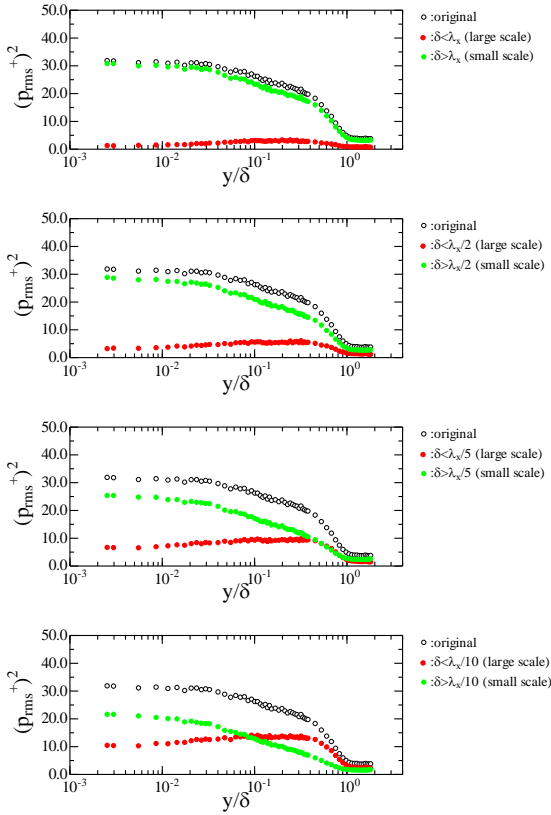 50.0
40.0
30.0
20.0
10.0
0.0
(p_rms^+)^2
10^-3
10^-2
10^-1
10^0
y/δ
:original
:δ<λ_x (large scale)
:δ>λ_x (small scale)
50.0
40.0
30.0
20.0
10.0
0.0
(p_rms^+)^2
10^-3
10^-2
10^-1
10^0
y/δ
:original
:δ<λ_x/2 (large scale)
:δ>λ_x/2 (small scale)
50.0
40.0
30.0
20.0
10.0
0.0
(p_rms^+)^2
10^-3
10^-2
10^-1
10^0
y/δ
:original
:δ<λ_x/5 (large scale)
:δ>λ_x/5 (small scale)
50.0
40.0
30.0
20.0
10.0
0.0
(p_rms^+)^2
10^-3
10^-2
10^-1
10^0
y/δ
:original
:δ<λ_x/10 (large scale)
:δ>λ_x/10 (small scale)